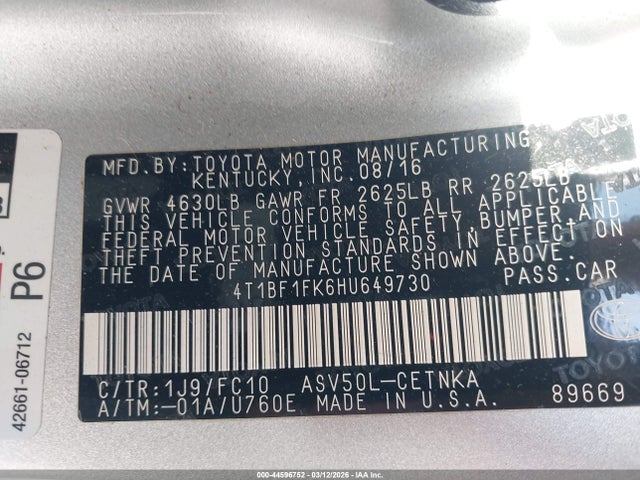 MFD. BY: TOYOTA MOTOR MANUFACTURING
KENTUCKY, INC. 08/16
GVWR 4630LB GAWR FR 2625LB RR 2625LB
THIS VEHICLE CONFORMS TO ALL APPLICABLE
FEDERAL MOTOR VEHICLE SAFETY, BUMPER, AND
THEFT PREVENTION STANDARDS IN EFFECT ON
THE DATE OF MANUFACTURE SHOWN ABOVE.
4T1BF1FK6HU649730 PASS.CAR
C/TR:1J9/FC10 ASV50L-CETNKA
A/TM:-01A/U760E MADE IN U.S.A. 89669
TOYOTA
P6
42661-06712
000-44596752 - 03/12/2026 - IAA Inc.